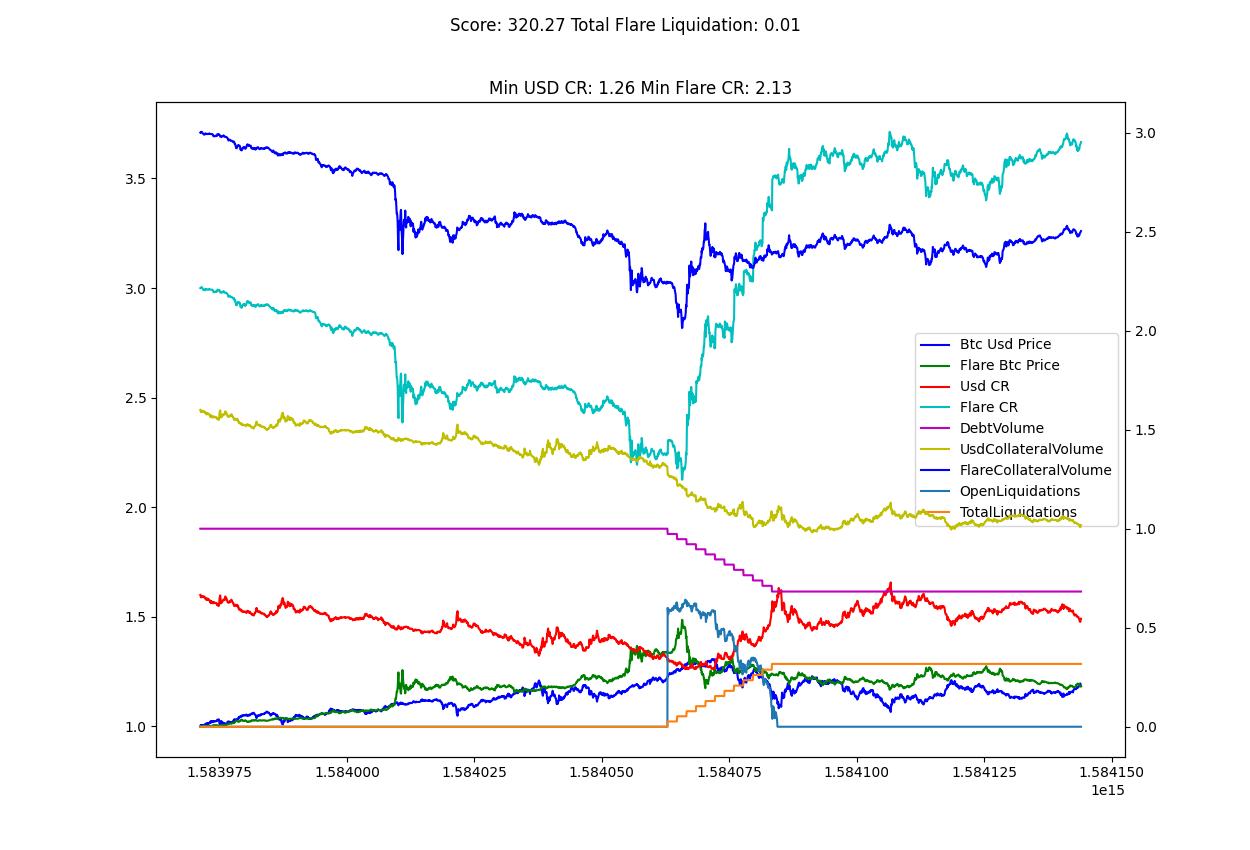 Score: 320.27 Total Flare Liquidation: 0.01
Min USD CR: 1.26 Min Flare CR: 2.13
3.5
3.0
2.5
2.0
1.5
1.0
3.0
2.5
2.0
1.5
1.0
0.5
0.0
Btc Usd Price
Flare Btc Price
Usd CR
Flare CR
DebtVolume
UsdCollateralVolume
FlareCollateralVolume
OpenLiquidations
TotalLiquidations
1.583975 1.584000 1.584025 1.584050 1.584075 1.584100 1.584125 1.584150
1e15